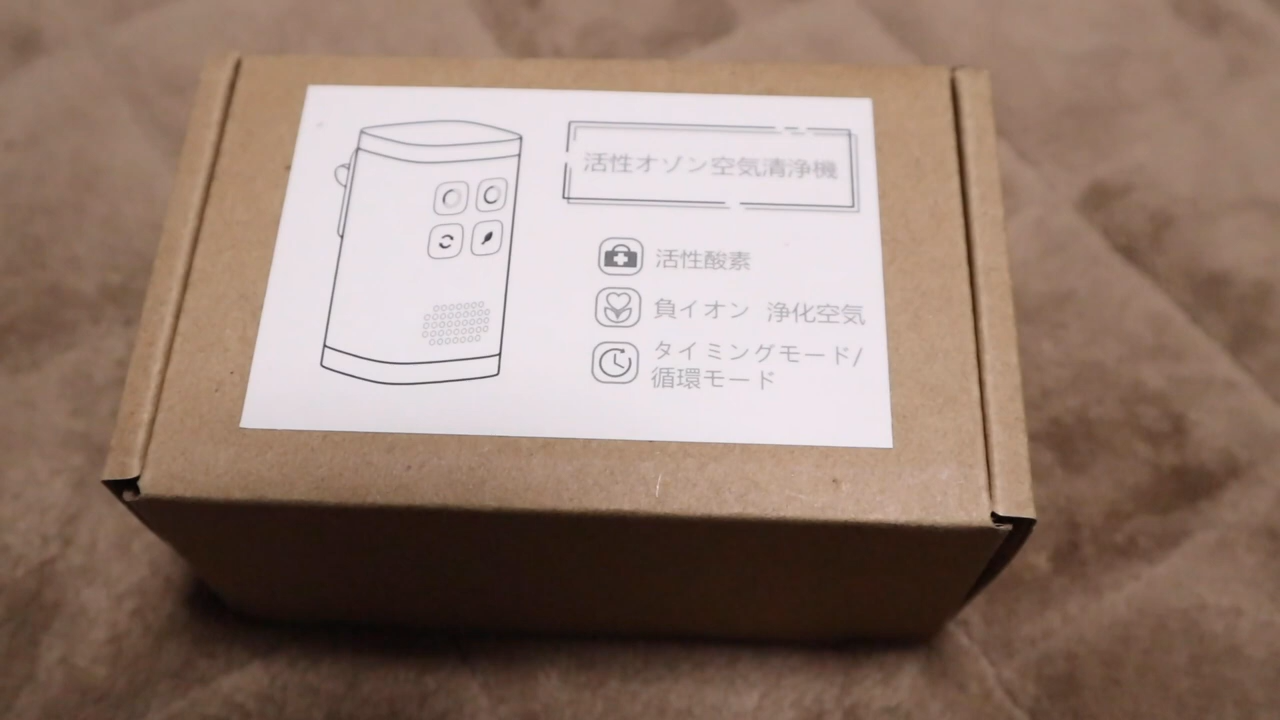 活性オゾン空気清浄機
活性酸素
負イオン 浄化空気
タイミングモード/
循環モード